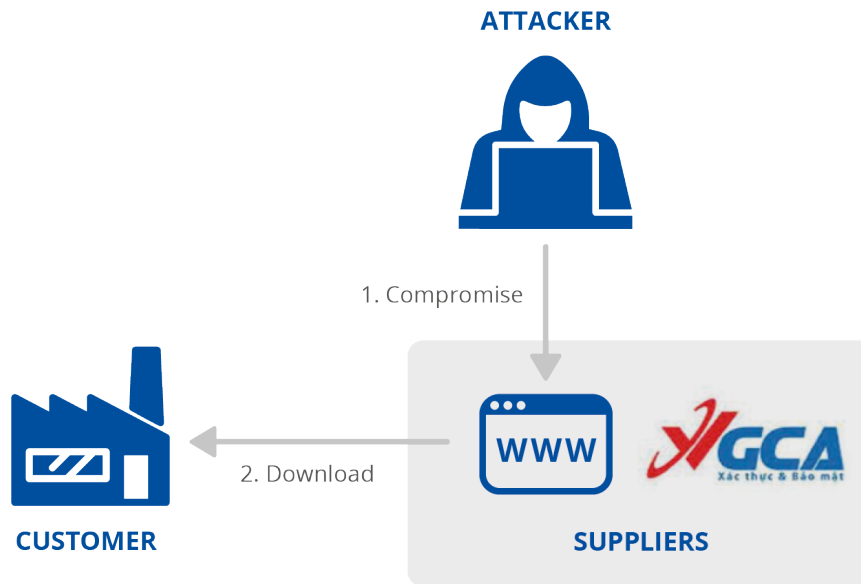 ATTACKER
1. Compromise
WWW
VGCA
Xác thực & Bảo mật
2. Download
CUSTOMER
SUPPLIERS